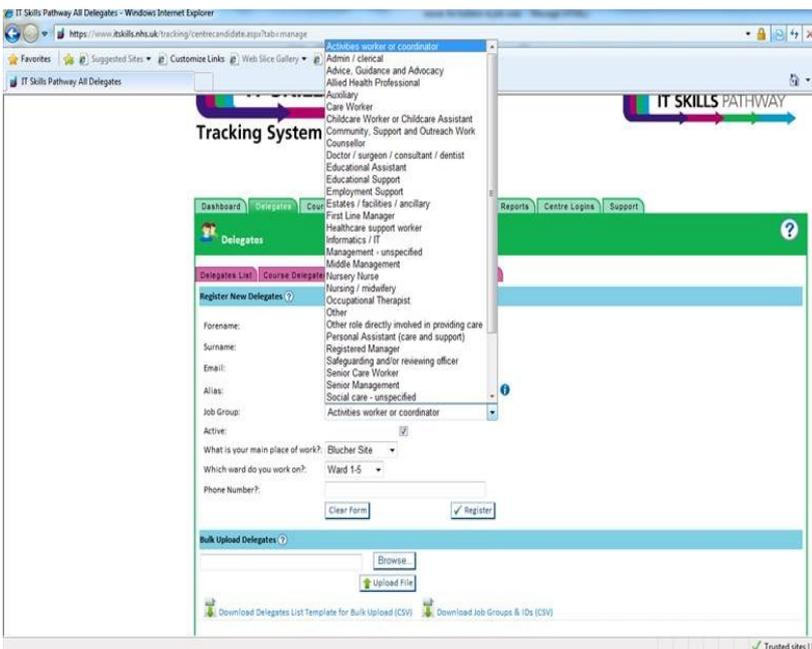 IT Skills Pathway All Delegates - Windows Internet Explorer
https://www.itskills.nhs.uk/tracking/centrecandidate.aspx?tab=manage
Favorites Suggested Sites Customize Links Web Slice Gallery
IT Skills Pathway All Delegates
IT SKILLS PATHWAY
Tracking System
Dashboard Delegates Cour Reports Centre Logins Support
Delegates
Delegates List Course Delegate
Register New Delegates
Forename:
Surname:
Email:
Alias:
Activities worker or coordinator
Admin / clerical
Advice, Guidance and Advocacy
Allied Health Professional
Auxiliary
Care Worker
Childcare Worker or Childcare Assistant
Community, Support and Outreach Work
Counsellor
Doctor / surgeon / consultant / dentist
Educational Assistant
Educational Support
Employment Support
Estates / facilities / ancillary
First Line Manager
Healthcare support worker
Informatics / IT
Management - unspecified
Middle Management
Nursery Nurse
Nursing / midwifery
Occupational Therapist
Other
Other role directly involved in providing care
Personal Assistant (care and support)
Registered Manager
Safeguarding and/or reviewing officer
Senior Care Worker
Senior Management
Social care - unspecified
Job Group: Activities worker or coordinator
Active:
What is your main place of work?: Blucher Site
Which ward do you work on?: Ward 1-5
Phone Number?:
Clear Form Register
Bulk Upload Delegates
Browse...
Upload File
Download Delegates List Template for Bulk Upload (CSV) Download Job Groups & IDs (CSV)
Trusted sites